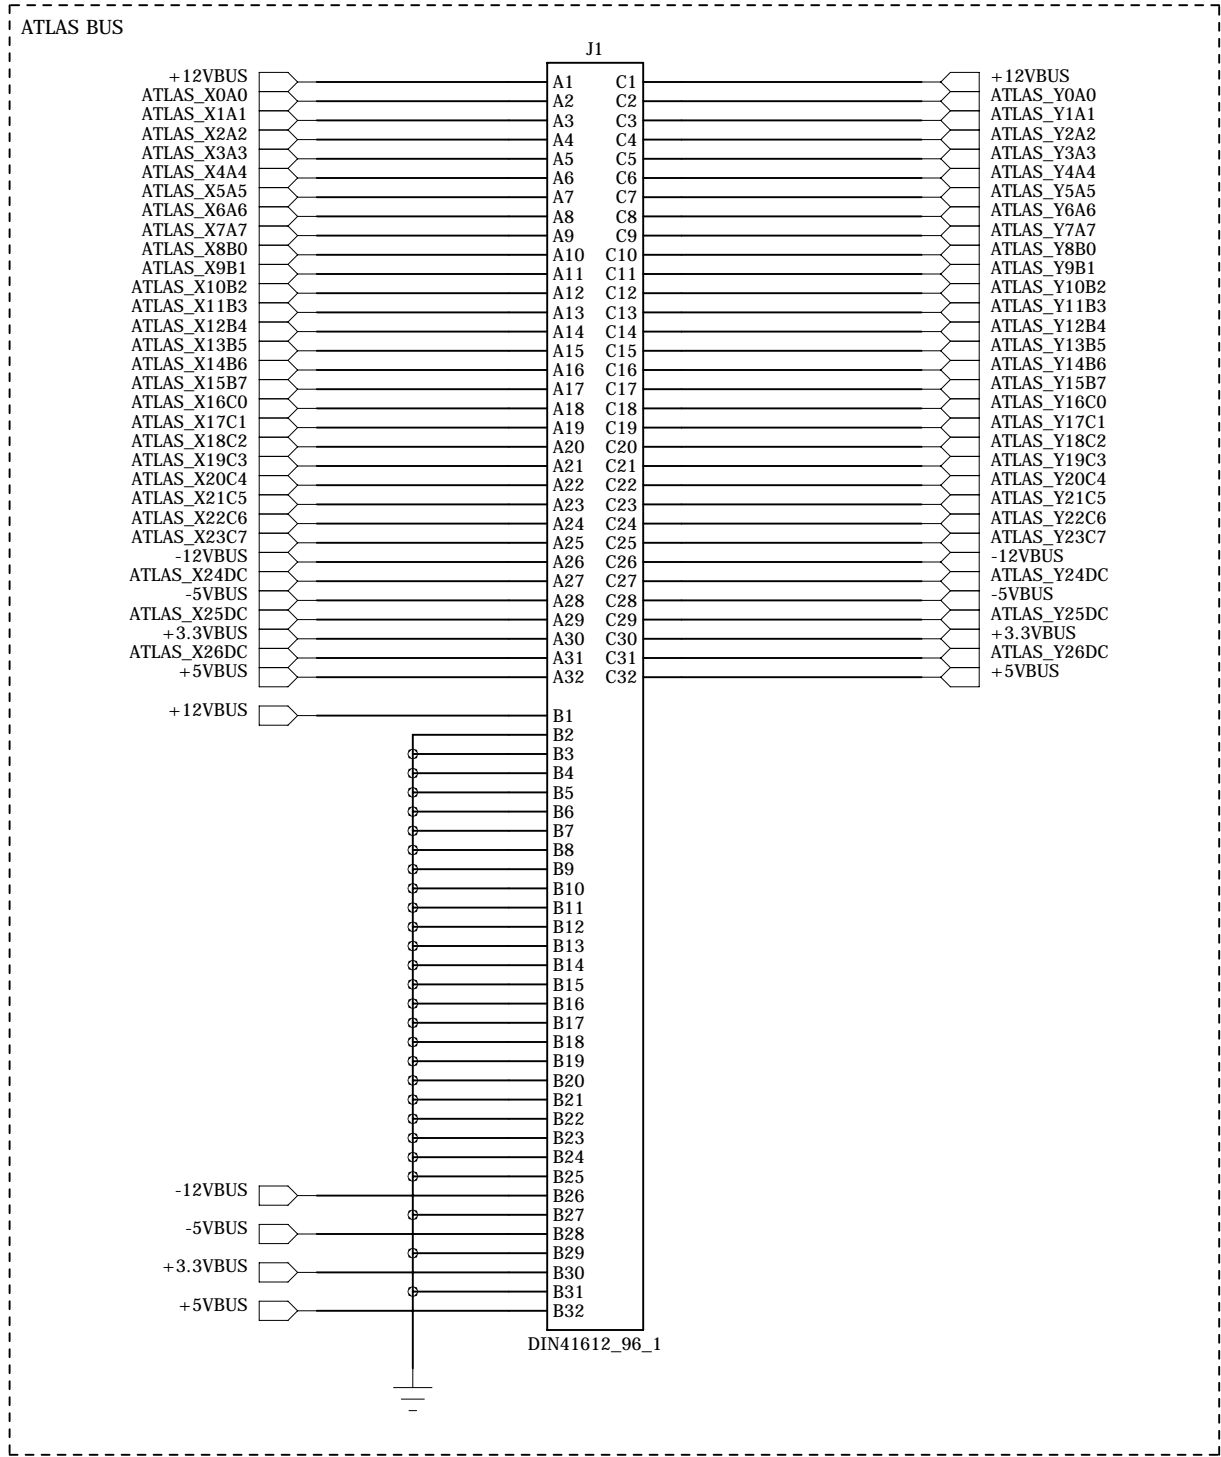 ATLAS BUS
J1
+12VBUS A1 C1 +12VBUS
ATLAS_X0A0 A2 C2 ATLAS_Y0A0
ATLAS_X1A1 A3 C3 ATLAS_Y1A1
ATLAS_X2A2 A4 C4 ATLAS_Y2A2
ATLAS_X3A3 A5 C5 ATLAS_Y3A3
ATLAS_X4A4 A6 C6 ATLAS_Y4A4
ATLAS_X5A5 A7 C7 ATLAS_Y5A5
ATLAS_X6A6 A8 C8 ATLAS_Y6A6
ATLAS_X7A7 A9 C9 ATLAS_Y7A7
ATLAS_X8B0 A10 C10 ATLAS_Y8B0
ATLAS_X9B1 A11 C11 ATLAS_Y9B1
ATLAS_X10B2 A12 C12 ATLAS_Y10B2
ATLAS_X11B3 A13 C13 ATLAS_Y11B3
ATLAS_X12B4 A14 C14 ATLAS_Y12B4
ATLAS_X13B5 A15 C15 ATLAS_Y13B5
ATLAS_X14B6 A16 C16 ATLAS_Y14B6
ATLAS_X15B7 A17 C17 ATLAS_Y15B7
ATLAS_X16C0 A18 C18 ATLAS_Y16C0
ATLAS_X17C1 A19 C19 ATLAS_Y17C1
ATLAS_X18C2 A20 C20 ATLAS_Y18C2
ATLAS_X19C3 A21 C21 ATLAS_Y19C3
ATLAS_X20C4 A22 C22 ATLAS_Y20C4
ATLAS_X21C5 A23 C23 ATLAS_Y21C5
ATLAS_X22C6 A24 C24 ATLAS_Y22C6
ATLAS_X23C7 A25 C25 ATLAS_Y23C7
-12VBUS A26 C26 -12VBUS
ATLAS_X24DC A27 C27 ATLAS_Y24DC
-5VBUS A28 C28 -5VBUS
ATLAS_X25DC A29 C29 ATLAS_Y25DC
+3.3VBUS A30 C30 +3.3VBUS
ATLAS_X26DC A31 C31 ATLAS_Y26DC
+5VBUS A32 C32 +5VBUS
+12VBUS B1
B2
B3
B4
B5
B6
B7
B8
B9
B10
B11
B12
B13
B14
B15
B16
B17
B18
B19
B20
B21
B22
B23
B24
B25
-12VBUS B26
B27
-5VBUS B28
B29
+3.3VBUS B30
B31
+5VBUS B32
DIN41612_96_1